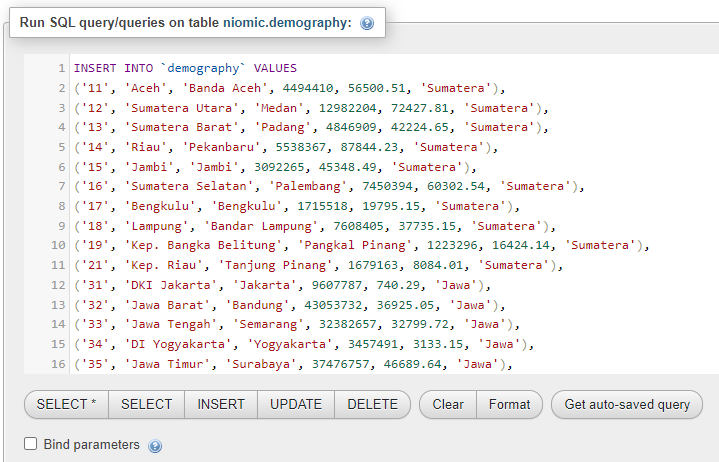 Run SQL query/queries on table niomic.demography:
1 INSERT INTO `demography` VALUES
2 ('11', 'Aceh', 'Banda Aceh', 4494410, 56500.51, 'Sumatera'),
3 ('12', 'Sumatera Utara', 'Medan', 12982204, 72427.81, 'Sumatera'),
4 ('13', 'Sumatera Barat', 'Padang', 4846909, 42224.65, 'Sumatera'),
5 ('14', 'Riau', 'Pekanbaru', 5538367, 87844.23, 'Sumatera'),
6 ('15', 'Jambi', 'Jambi', 3092265, 45348.49, 'Sumatera'),
7 ('16', 'Sumatera Selatan', 'Palembang', 7450394, 60302.54, 'Sumatera'),
8 ('17', 'Bengkulu', 'Bengkulu', 1715518, 19795.15, 'Sumatera'),
9 ('18', 'Lampung', 'Bandar Lampung', 7608405, 37735.15, 'Sumatera'),
10 ('19', 'Kep. Bangka Belitung', 'Pangkal Pinang', 1223296, 16424.14, 'Sumatera'),
11 ('21', 'Kep. Riau', 'Tanjung Pinang', 1679163, 8084.01, 'Sumatera'),
12 ('31', 'DKI Jakarta', 'Jakarta', 9607787, 740.29, 'Jawa'),
13 ('32', 'Jawa Barat', 'Bandung', 43053732, 36925.05, 'Jawa'),
14 ('33', 'Jawa Tengah', 'Semarang', 32382657, 32799.72, 'Jawa'),
15 ('34', 'DI Yogyakarta', 'Yogyakarta', 3457491, 3133.15, 'Jawa'),
16 ('35', 'Jawa Timur', 'Surabaya', 37476757, 46689.64, 'Jawa'),
SELECT * SELECT INSERT UPDATE DELETE Clear Format Get auto-saved query
Bind parameters